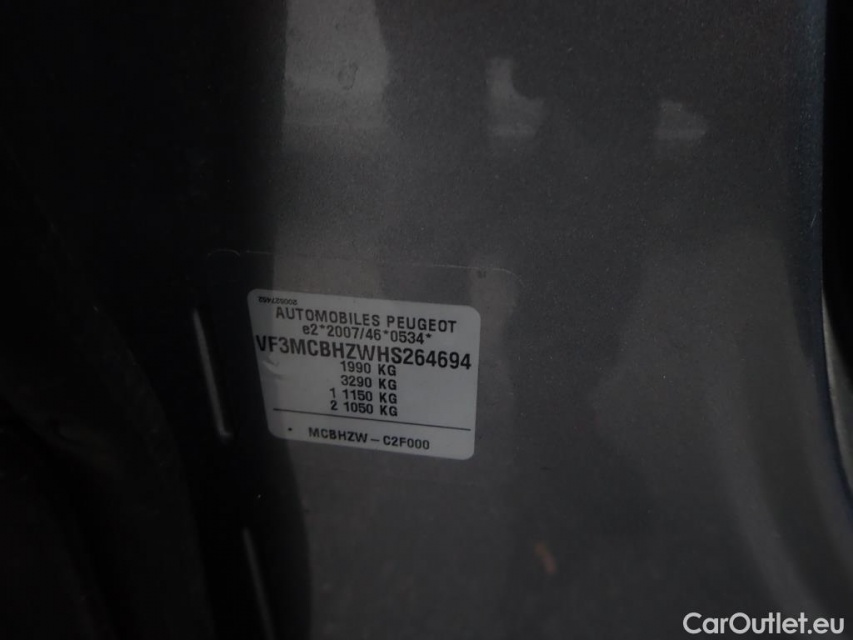 200527452
AUTOMOBILES PEUGEOT
e2*2007/46*0534*
VF3MCBHZWHS264694
1990 KG
3290 KG
1 1150 KG
2 1050 KG
MCBHZW-C2F000
CarOutlet.eu